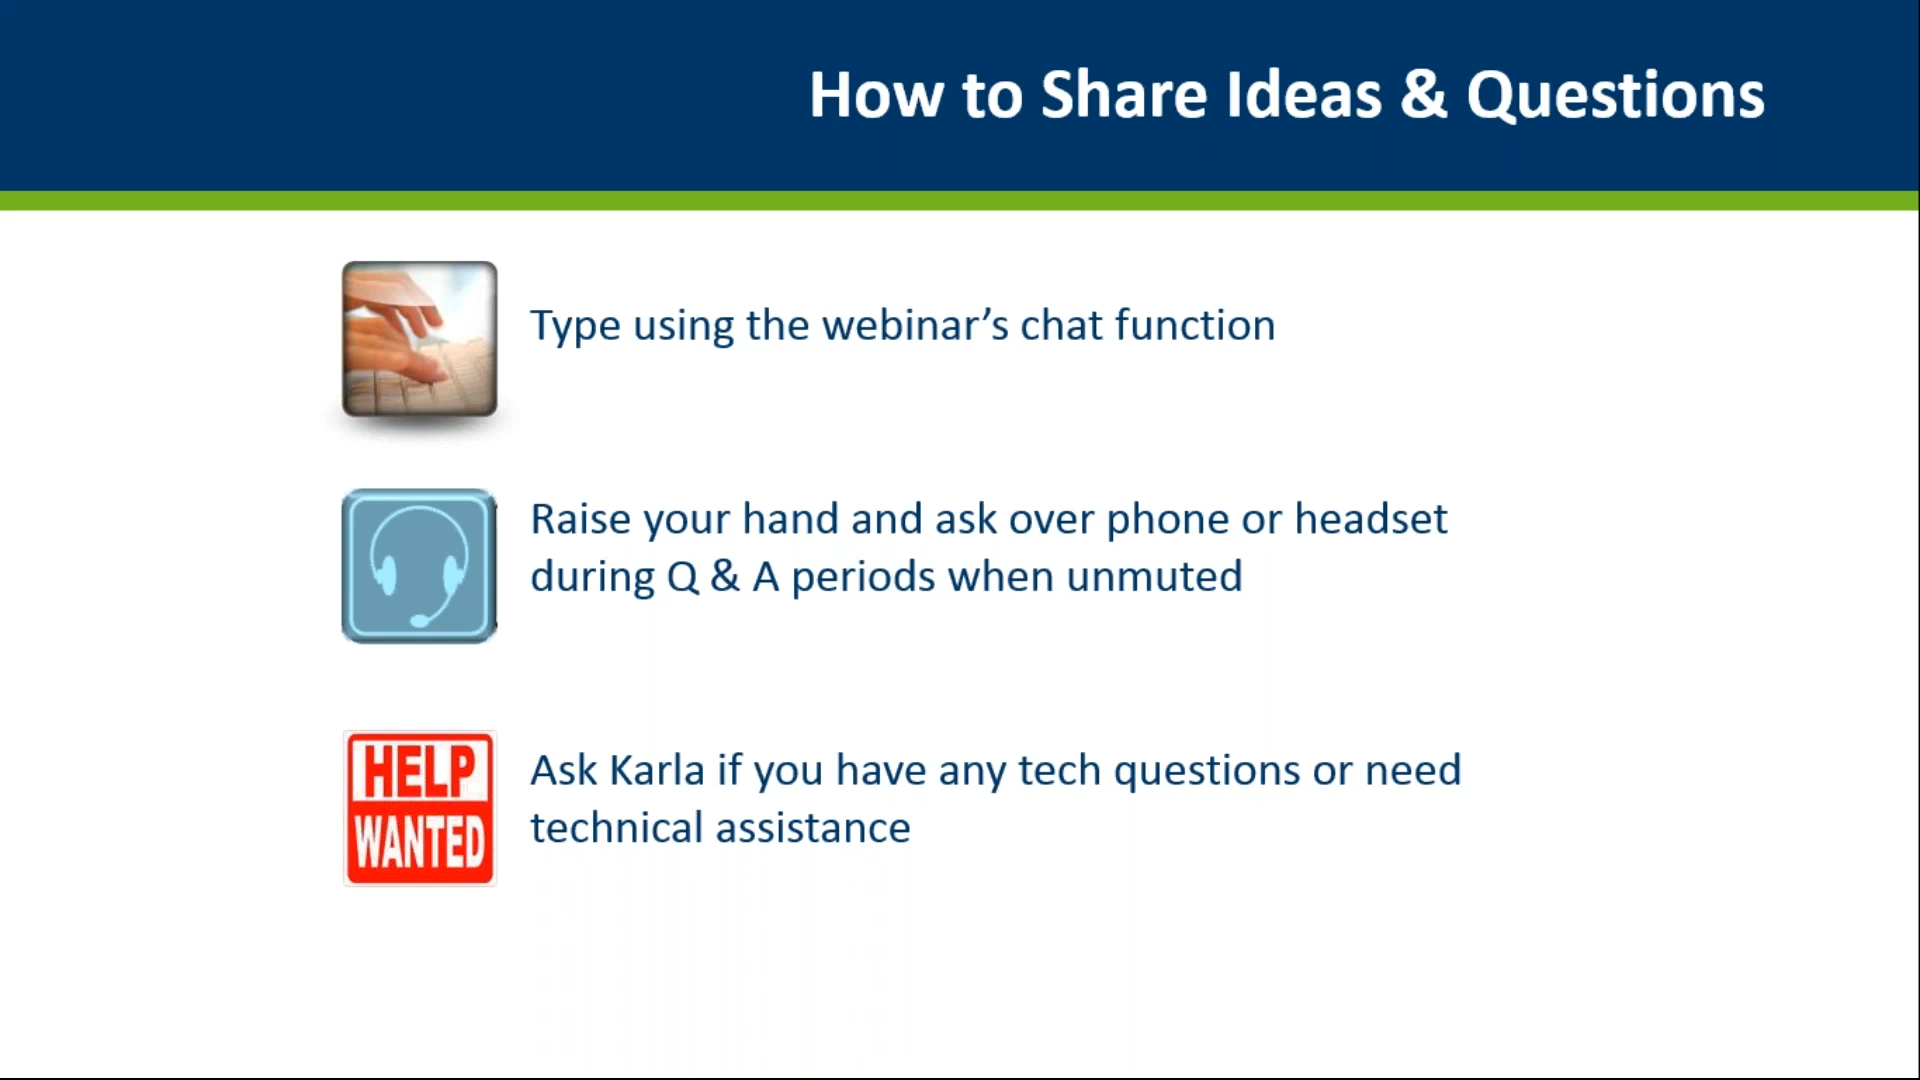 How to Share Ideas & Questions
Type using the webinar’s chat function
Raise your hand and ask over phone or headset
during Q & A periods when unmuted
HELP
WANTED
Ask Karla if you have any tech questions or need
technical assistance